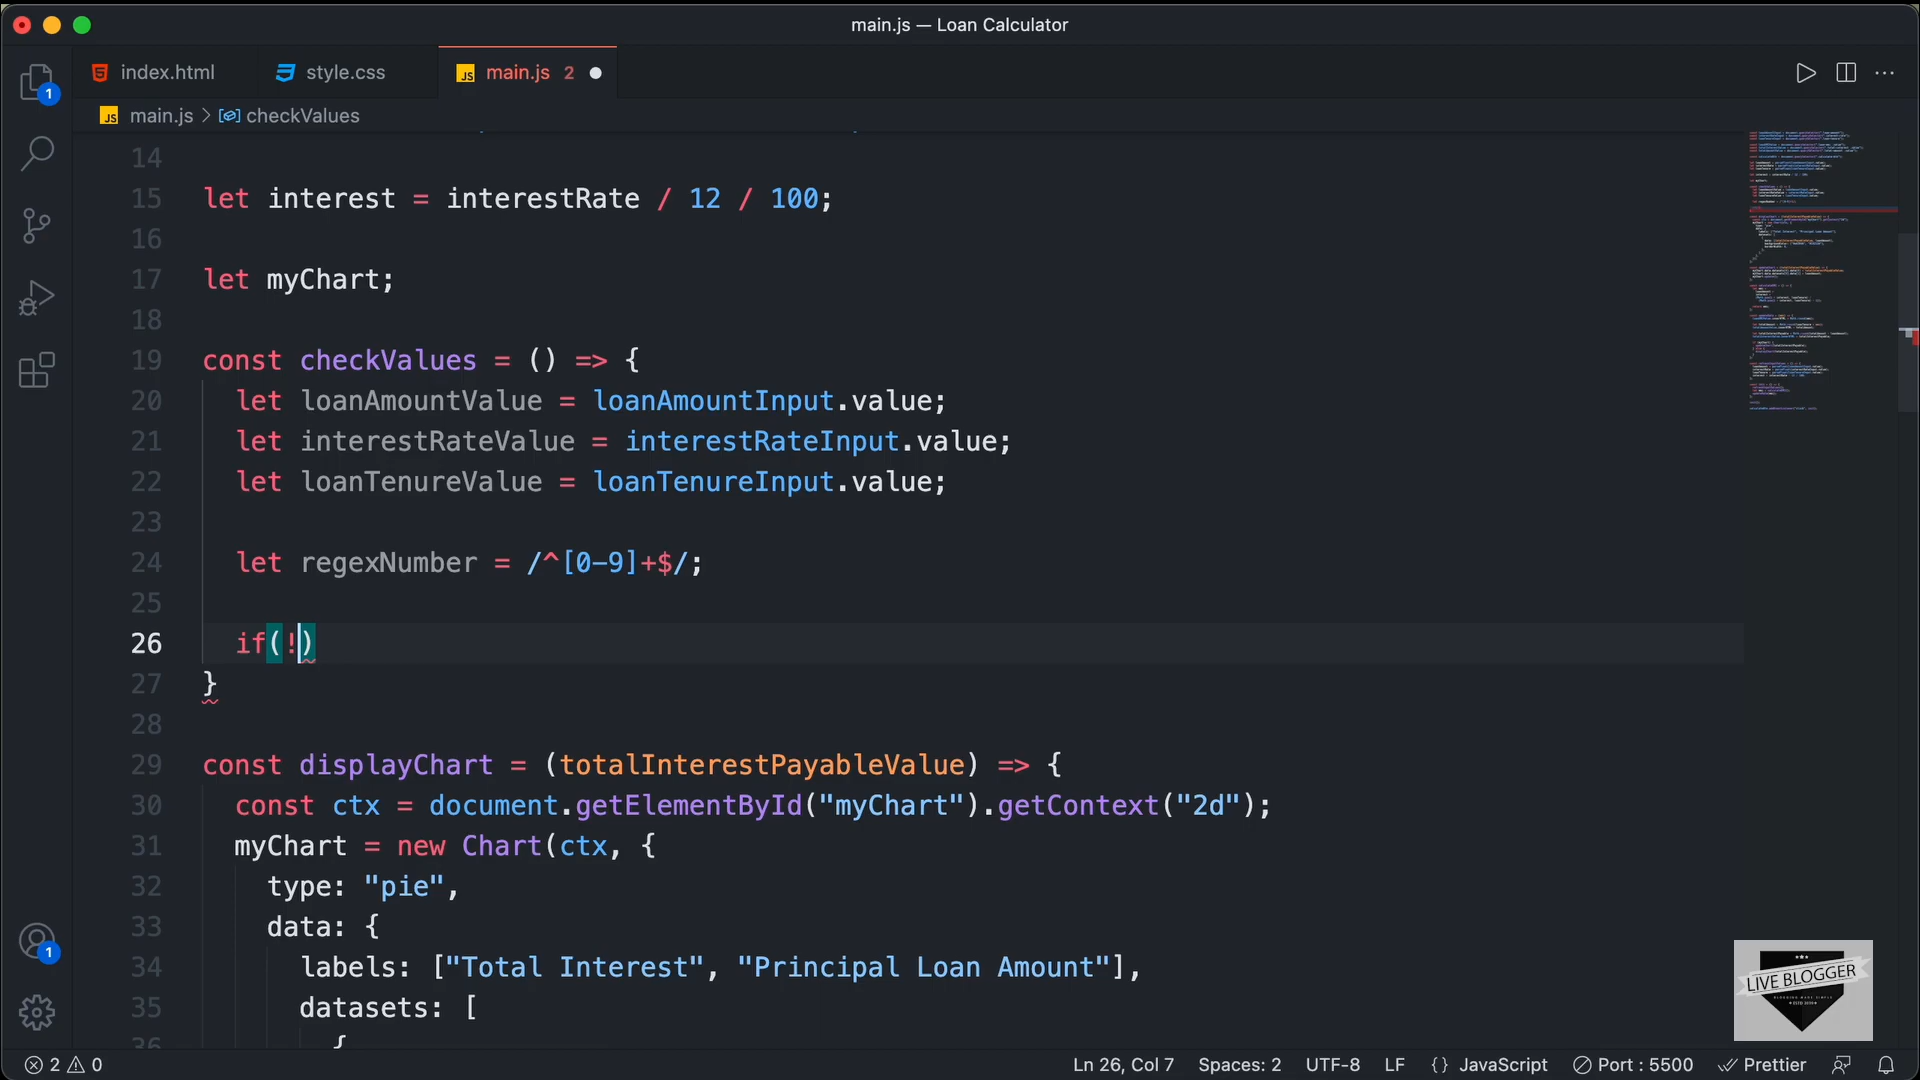 main.js — Loan Calculator
index.html
style.css
JS main.js 2
JS main.js > checkValues
1
14
15 let interest = interestRate / 12 / 100;
16
17 let myChart;
18
19 const checkValues = () => {
20 let loanAmountValue = loanAmountInput.value;
21 let interestRateValue = interestRateInput.value;
22 let loanTenureValue = loanTenureInput.value;
23
24 let regexNumber = /^[0-9]+$/;
25
26 if(!)
27 }
28
29 const displayChart = (totalInterestPayableValue) => {
30 const ctx = document.getElementById("myChart").getContext("2d");
31 myChart = new Chart(ctx, {
32 type: "pie",
33 data: {
34 labels: ["Total Interest", "Principal Loan Amount"],
35 datasets: [
36 {
1
LIVE BLOGGER
2 0
Ln 26, Col 7
Spaces: 2
UTF-8
LF
{} JavaScript
Port : 5500
Prettier